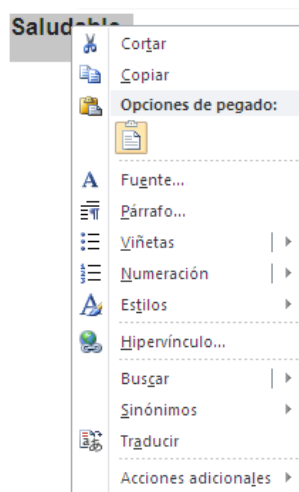 Saludable
Cortar
Copiar
Opciones de pegado:
Fuente...
Párrafo...
Viñetas
Numeración
Estilos
Hipervínculo...
Buscar
Sinónimos
Traducir
Acciones adicionales